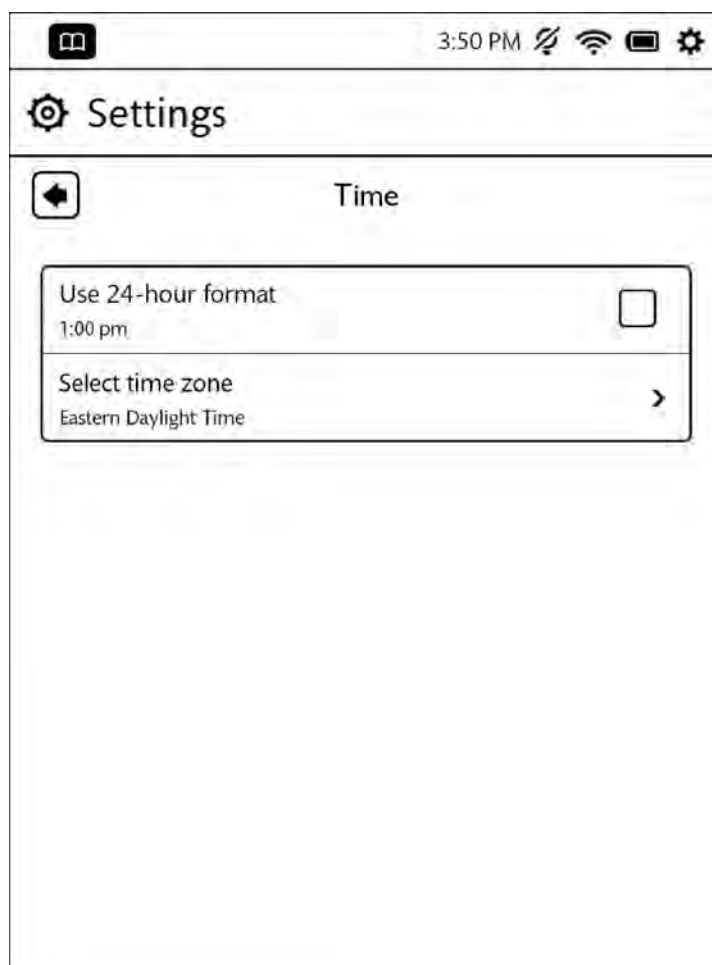 3:50 PM
Settings
Time
Use 24-hour format
1:00 pm
Select time zone
Eastern Daylight Time